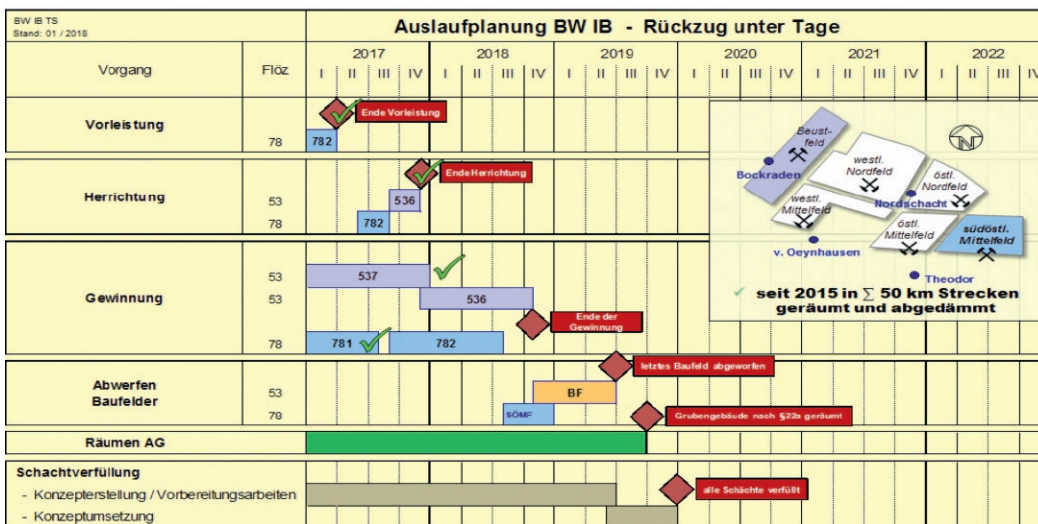 BW IB TS
Stand: 01 / 2018
Auslaufplanung BW IB - Rückzug unter Tage
Vorgang Flöz 2017 2018 2019 2020 2021 2022
I II III IV I II III IV I II III IV I II III IV I II III IV I II III IV
Vorleistung
Ende Vorleistung
78 782
Herrichtung
Ende Herrichtung
53 536
78 782
Gewinnung
53 537
53 536
Ende der
Gewinnung
78 781 782
Abwerfen
Baufelder
letztes Baufeld abgeworfen
53 BF
78 SÖMF
Grubengebäude nach §22a geräumt
Räumen AG
Schachtverfüllung
- Konzepterstellung / Vorbereitungsarbeiten
alle Schächte verfüllt
- Konzeptumsetzung
Beust-
feld
Bockraden
westl.
Nordfeld
östl.
Nordfeld
Nordschacht
westl.
Mittelfeld
östl.
Mittelfeld
südöstl.
Mittelfeld
v. Oeynhausen
Theodor
N
✓ seit 2015 in ∑ 50 km Strecken
geräumt und abgedämmt